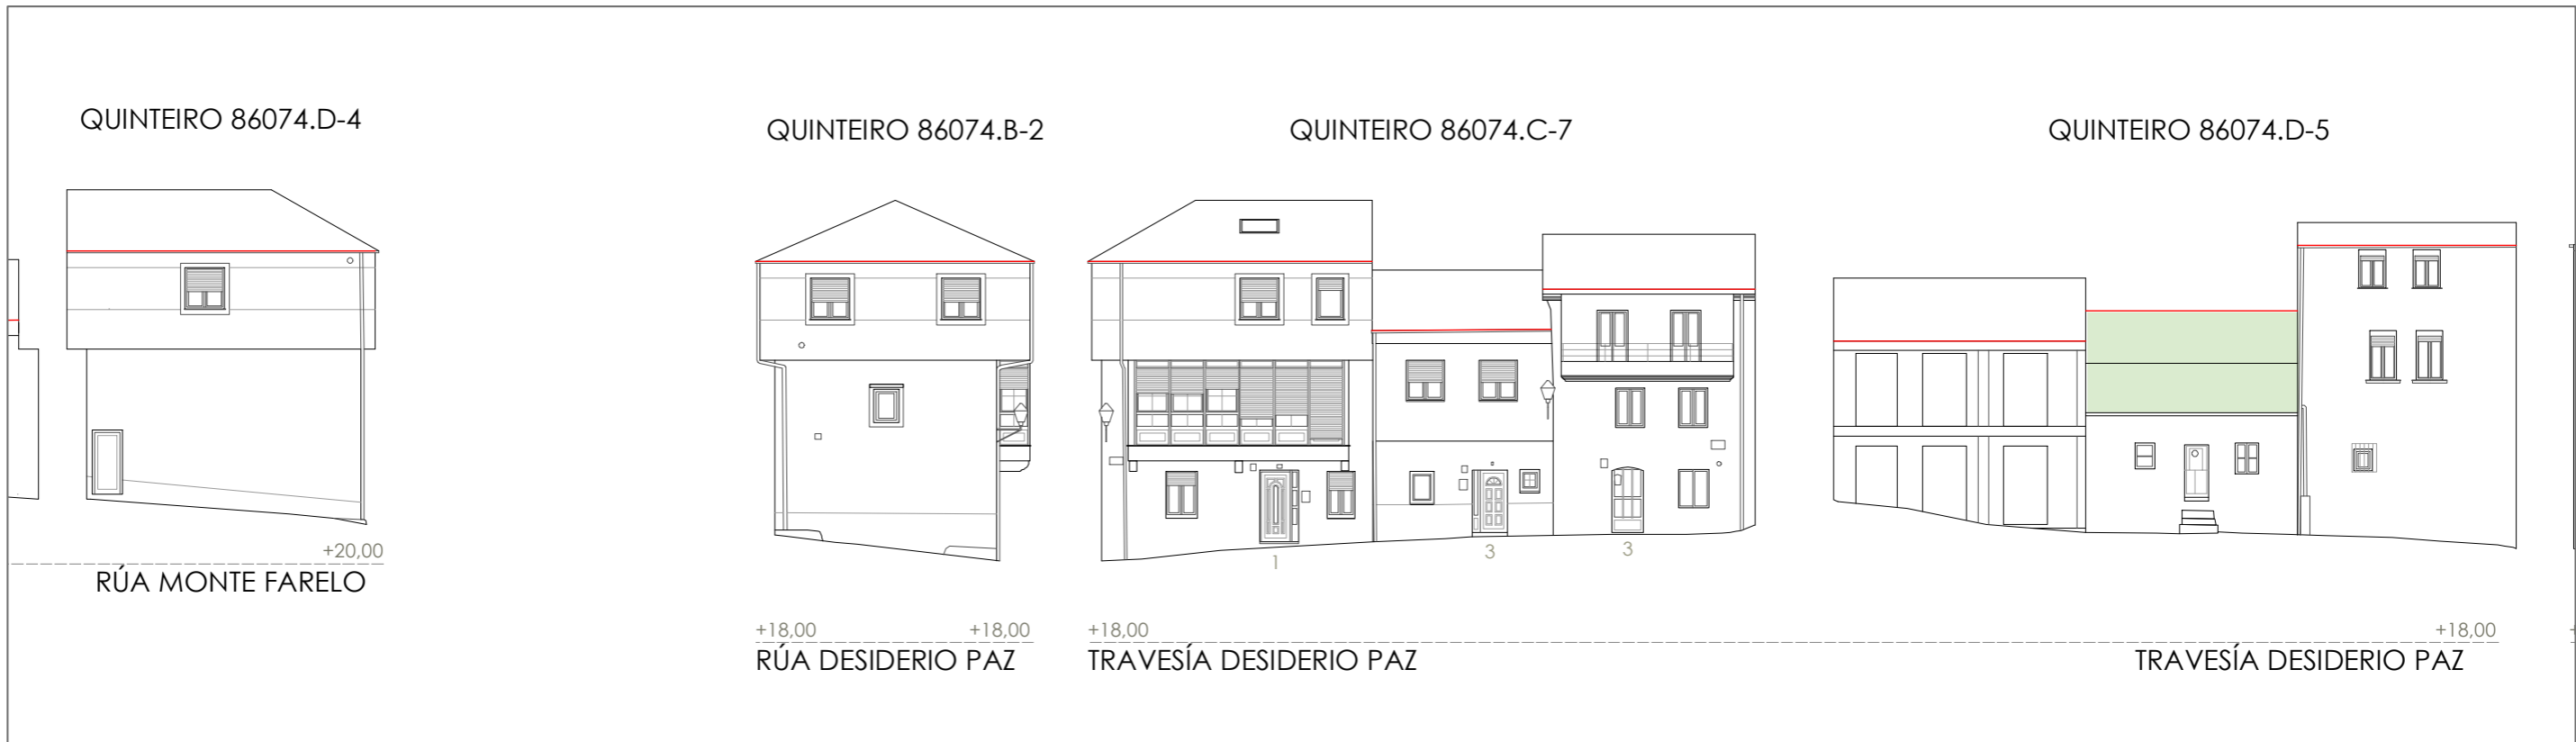 QUINTEIRO 86074.D-4
QUINTEIRO 86074.B-2
QUINTEIRO 86074.C-7
QUINTEIRO 86074.D-5
1
3
3
+20,00
RÚA MONTE FARELO
+18,00
+18,00
RÚA DESIDERIO PAZ
+18,00
TRAVESÍA DESIDERIO PAZ
+18,00
TRAVESÍA DESIDERIO PAZ